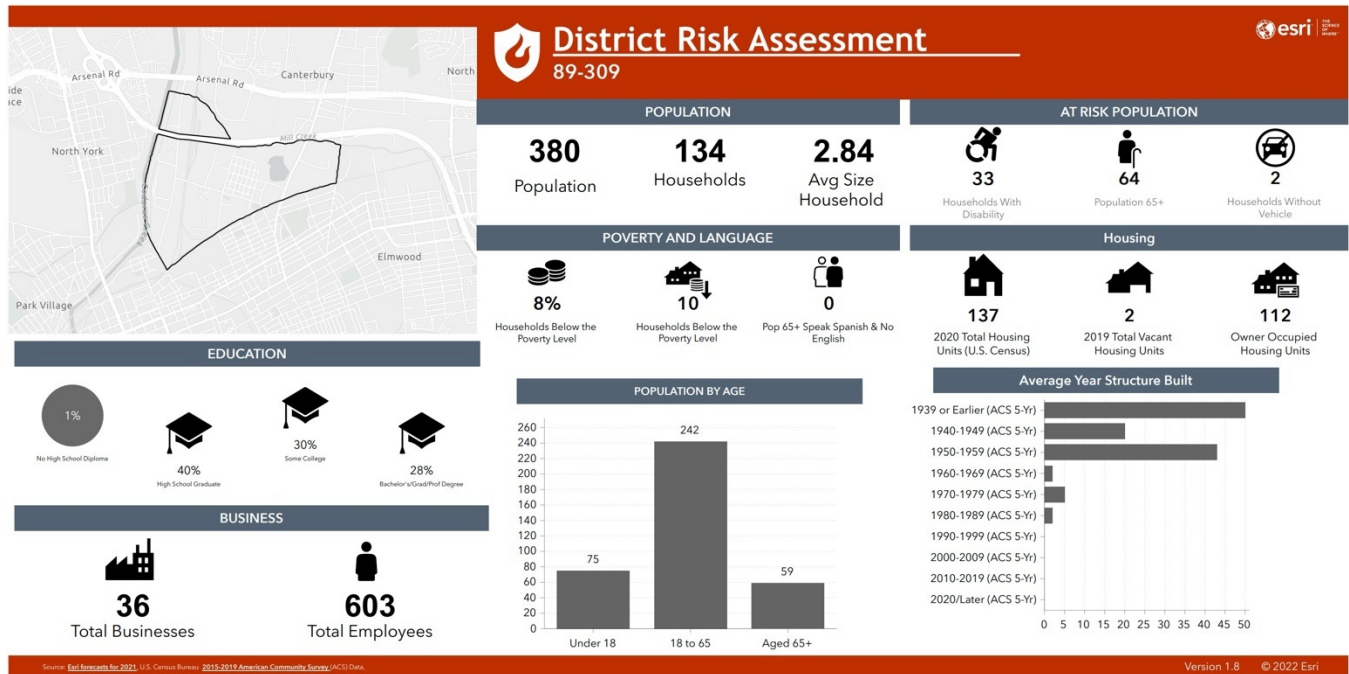 District Risk Assessment
89-309
esri
THE
SCIENCE
OF
WHERE
Arsenal Rd
Arsenal Rd
Canterbury
North
ide
ace
Mill Creek
North York
Elmwood
Park Village
POPULATION
380
Population
134
Households
2.84
Avg Size
Household
AT RISK POPULATION
33
Households With
Disability
64
Population 65+
2
Households Without
Vehicle
POVERTY AND LANGUAGE
8%
Households Below the
Poverty Level
10
Households Below the
Poverty Level
0
Pop 65+ Speak Spanish & No
English
Housing
137
2020 Total Housing
Units (U.S. Census)
2
2019 Total Vacant
Housing Units
112
Owner Occupied
Housing Units
EDUCATION
1%
No High School Diploma
40%
High School Graduate
30%
Some College
28%
Bachelor's/Grad/Prof Degree
BUSINESS
36
Total Businesses
603
Total Employees
POPULATION BY AGE
260
240
220
200
180
160
140
120
100
80
60
40
20
0
75
242
59
Under 18
18 to 65
Aged 65+
Average Year Structure Built
1939 or Earlier (ACS 5-Yr)
1940-1949 (ACS 5-Yr)
1950-1959 (ACS 5-Yr)
1960-1969 (ACS 5-Yr)
1970-1979 (ACS 5-Yr)
1980-1989 (ACS 5-Yr)
1990-1999 (ACS 5-Yr)
2000-2009 (ACS 5-Yr)
2010-2019 (ACS 5-Yr)
2020/Later (ACS 5-Yr)
0 5 10 15 20 25 30 35 40 45 50
Source: Esri forecasts for 2021, U.S. Census Bureau 2015-2019 American Community Survey (ACS) Data.
Version 1.8 © 2022 Esri